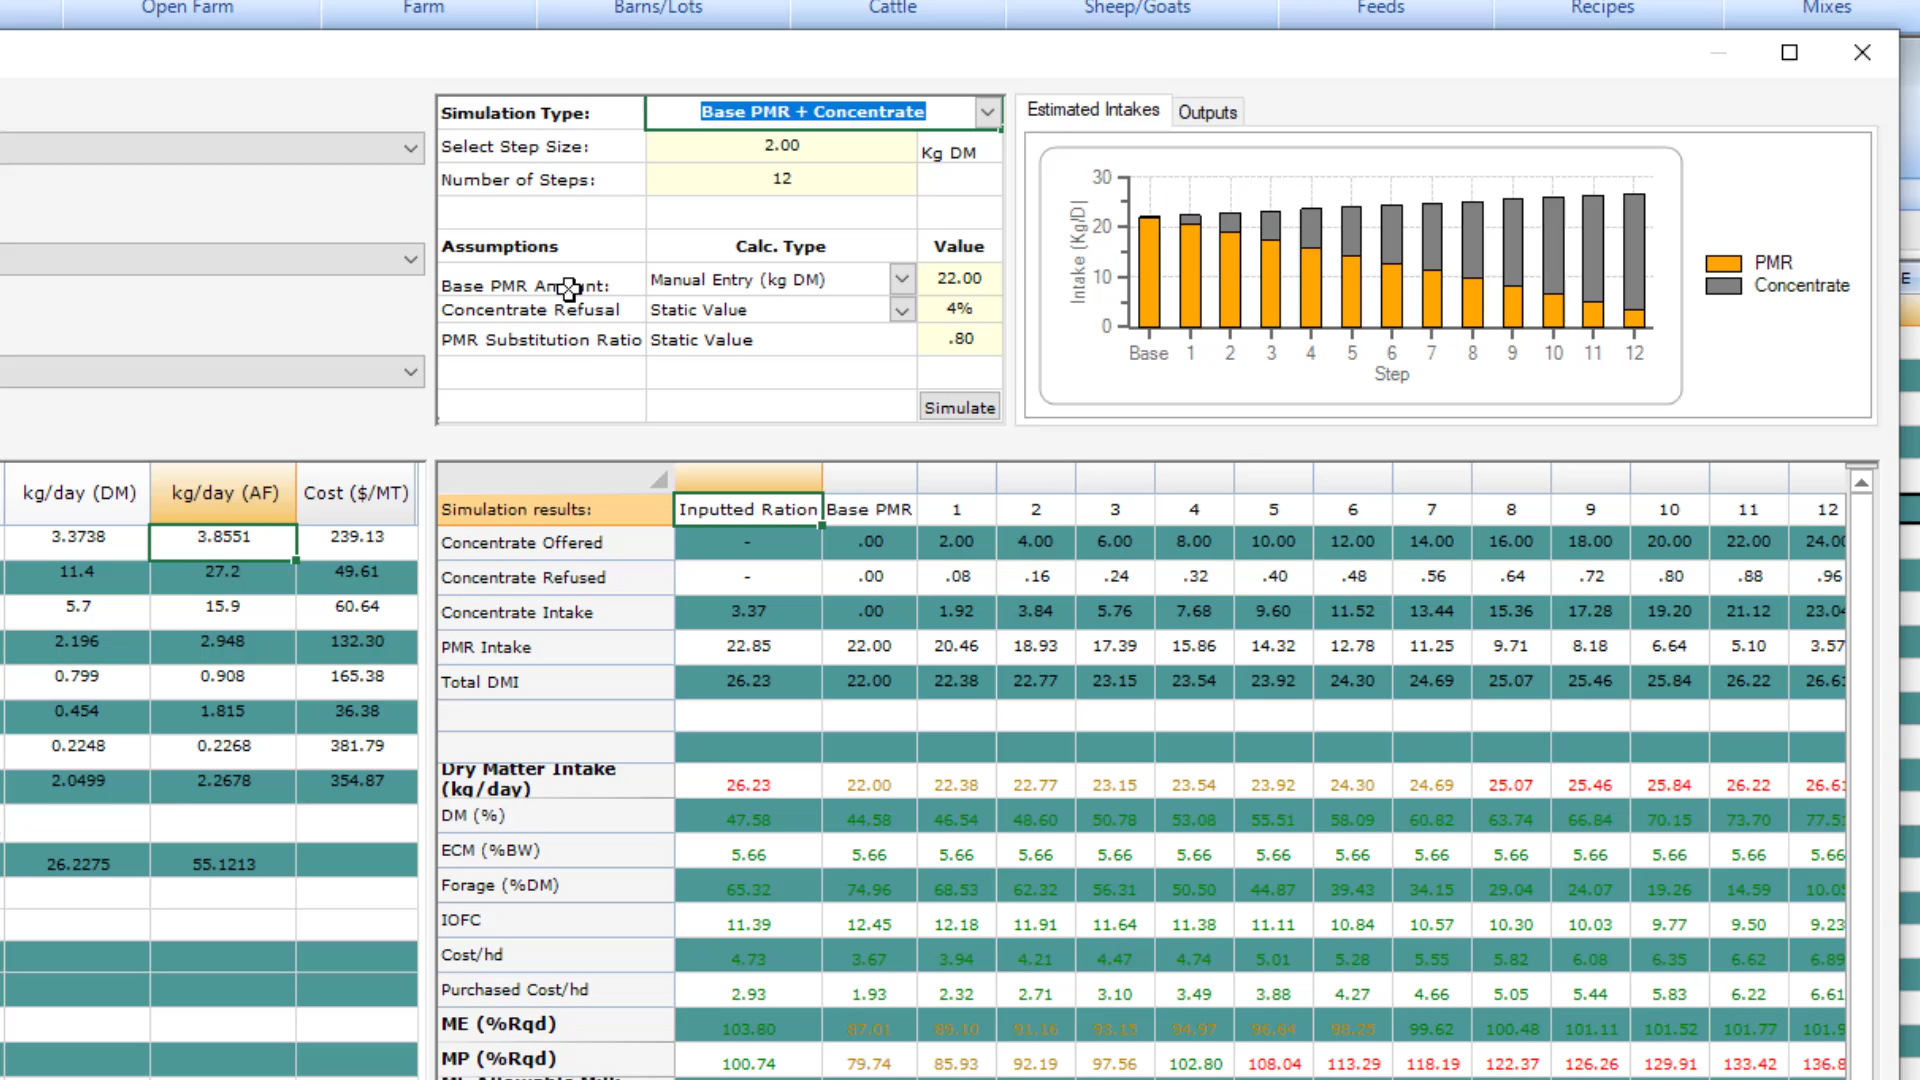 Open Farm Farm Barns/Lots Cattle Sheep/Goats Feeds Recipes Mixes
Simulation Type: Base PMR + Concentrate
Select Step Size: 2.00 Kg DM
Number of Steps: 12
Assumptions Calc. Type Value
Base PMR Amount: Manual Entry (kg DM) 22.00
Concentrate Refusal Static Value 4%
PMR Substitution Ratio Static Value .80
Simulate
Estimated Intakes Outputs
30
20
10
0
Intake (Kg/D)
Base 1 2 3 4 5 6 7 8 9 10 11 12
Step
PMR
Concentrate
E
kg/day (DM) kg/day (AF) Cost ($/MT)
3.3738 3.8551 239.13
11.4 27.2 49.61
5.7 15.9 60.64
2.196 2.948 132.30
0.799 0.908 165.38
0.454 1.815 36.38
0.2248 0.2268 381.79
2.0499 2.2678 354.87
26.2275 55.1213
Simulation results: Inputted Ration Base PMR 1 2 3 4 5 6 7 8 9 10 11 12
Concentrate Offered - .00 2.00 4.00 6.00 8.00 10.00 12.00 14.00 16.00 18.00 20.00 22.00 24.00
Concentrate Refused - .00 .08 .16 .24 .32 .40 .48 .56 .64 .72 .80 .88 .96
Concentrate Intake 3.37 .00 1.92 3.84 5.76 7.68 9.60 11.52 13.44 15.36 17.28 19.20 21.12 23.04
PMR Intake 22.85 22.00 20.46 18.93 17.39 15.86 14.32 12.78 11.25 9.71 8.18 6.64 5.10 3.57
Total DMI 26.23 22.00 22.38 22.77 23.15 23.54 23.92 24.30 24.69 25.07 25.46 25.84 26.22 26.61
Dry Matter Intake
(kg/day) 26.23 22.00 22.38 22.77 23.15 23.54 23.92 24.30 24.69 25.07 25.46 25.84 26.22 26.61
DM (%) 47.58 44.58 46.54 48.60 50.78 53.08 55.51 58.09 60.82 63.74 66.84 70.15 73.70 77.51
ECM (%BW) 5.66 5.66 5.66 5.66 5.66 5.66 5.66 5.66 5.66 5.66 5.66 5.66 5.66 5.66
Forage (%DM) 65.32 74.96 68.53 62.32 56.31 50.50 44.87 39.43 34.15 29.04 24.07 19.26 14.59 10.05
IOFC 11.39 12.45 12.18 11.91 11.64 11.38 11.11 10.84 10.57 10.30 10.03 9.77 9.50 9.23
Cost/hd 4.73 3.67 3.94 4.21 4.47 4.74 5.01 5.28 5.55 5.82 6.08 6.35 6.62 6.89
Purchased Cost/hd 2.93 1.93 2.32 2.71 3.10 3.49 3.88 4.27 4.66 5.05 5.44 5.83 6.22 6.61
ME (%Rqd) 103.80 87.01 89.10 91.16 93.15 94.97 96.64 98.25 99.62 100.48 101.11 101.52 101.77 101.9
MP (%Rqd) 100.74 79.74 85.93 92.19 97.56 102.80 108.04 113.29 118.19 122.37 126.26 129.91 133.42 136.8